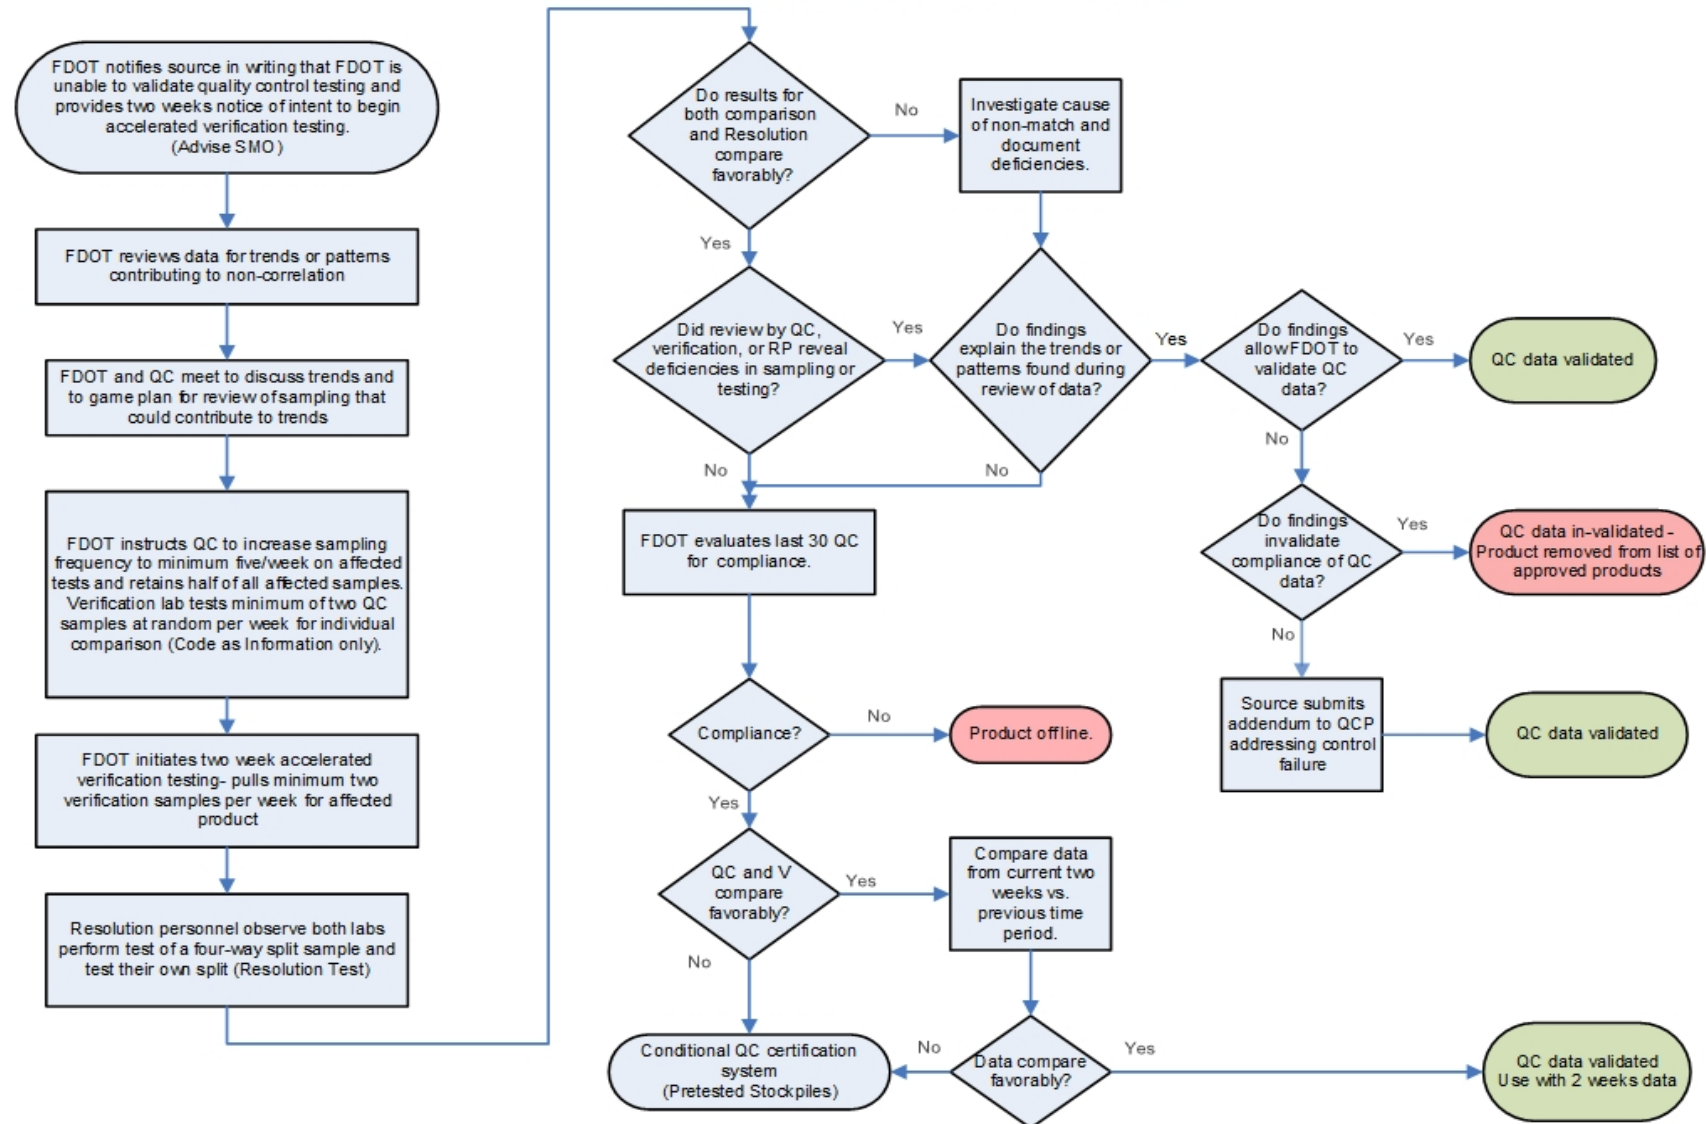 FDOT notifies source in writing that FDOT is
unable to validate quality control testing and
provides two weeks notice of intent to begin
accelerated verification testing.
(Advise SMO)
FDOT reviews data for trends or patterns
contributing to non-correlation
FDOT and QC meet to discuss trends and
to game plan for review of sampling that
could contribute to trends
FDOT instructs QC to increase sampling
frequency to minimum five/week on affected
tests and retains half of all affected samples.
Verification lab tests minimum of two QC
samples at random per week for individual
comparison (Code as Information only).
FDOT initiates two week accelerated
verification testing- pulls minimum two
verification samples per week for affected
product
Resolution personnel observe both labs
perform test of a four-way split sample and
test their own split (Resolution Test)
Do results for
both comparison
and Resolution
compare
favorably?
No
Investigate cause
of non-match and
document
deficiencies.
Yes
Did review by QC,
verification, or RP reveal
deficiencies in sampling or
testing?
Yes
Do findings
explain the trends or
patterns found during
review of data?
Yes
Do findings
allow FDOT to
validate QC
data?
Yes
QC data validated
No
No
No
FDOT evaluates last 30 QC
for compliance.
Do findings
invalidate
compliance of QC
data?
Yes
QC data in-validated -
Product removed from list of
approved products
No
Source submits
addendum to QCP
addressing control
failure
QC data validated
Compliance?
No
Product offline.
Yes
QC and V
compare
favorably?
Yes
Compare data
from current two
weeks vs.
previous time
period.
No
Conditional QC certification
system
(Pretested Stockpiles)
No
Data compare
favorably?
Yes
QC data validated
Use with 2 weeks data